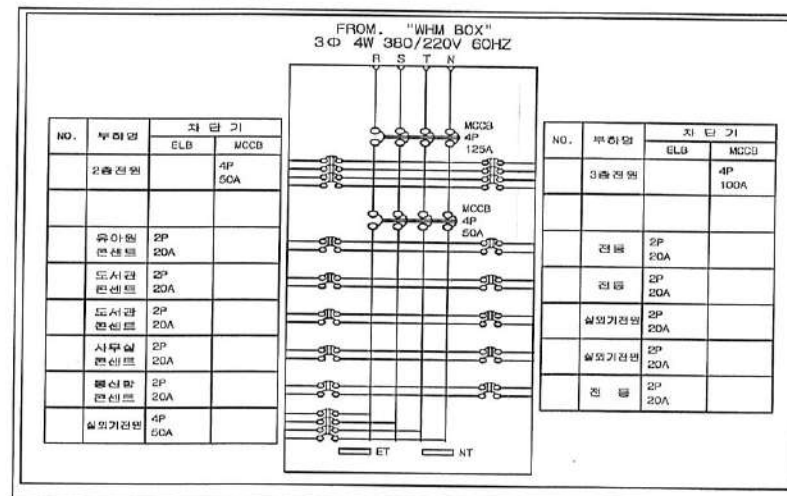 FROM. "WHM BOX"
3Φ 4W 380/220V 60HZ
R S T N
MCCB
4P
125A
MCCB
4P
50A
NO. 부하명 차 단 기
ELB MCCB
2층전원 4P
50A
유아원 2P
콘센트 20A
도서관 2P
콘센트 20A
도서관 2P
콘센트 20A
사무실 2P
콘센트 20A
통신함 2P
콘센트 20A
실외기전원 4P
50A
NO. 부하명 차 단 기
ELB MCCB
3층전원 4P
100A
전등 2P
20A
전등 2P
20A
실외기전원 2P
20A
실외기전원 2P
20A
전 등 2P
20A
ET NT